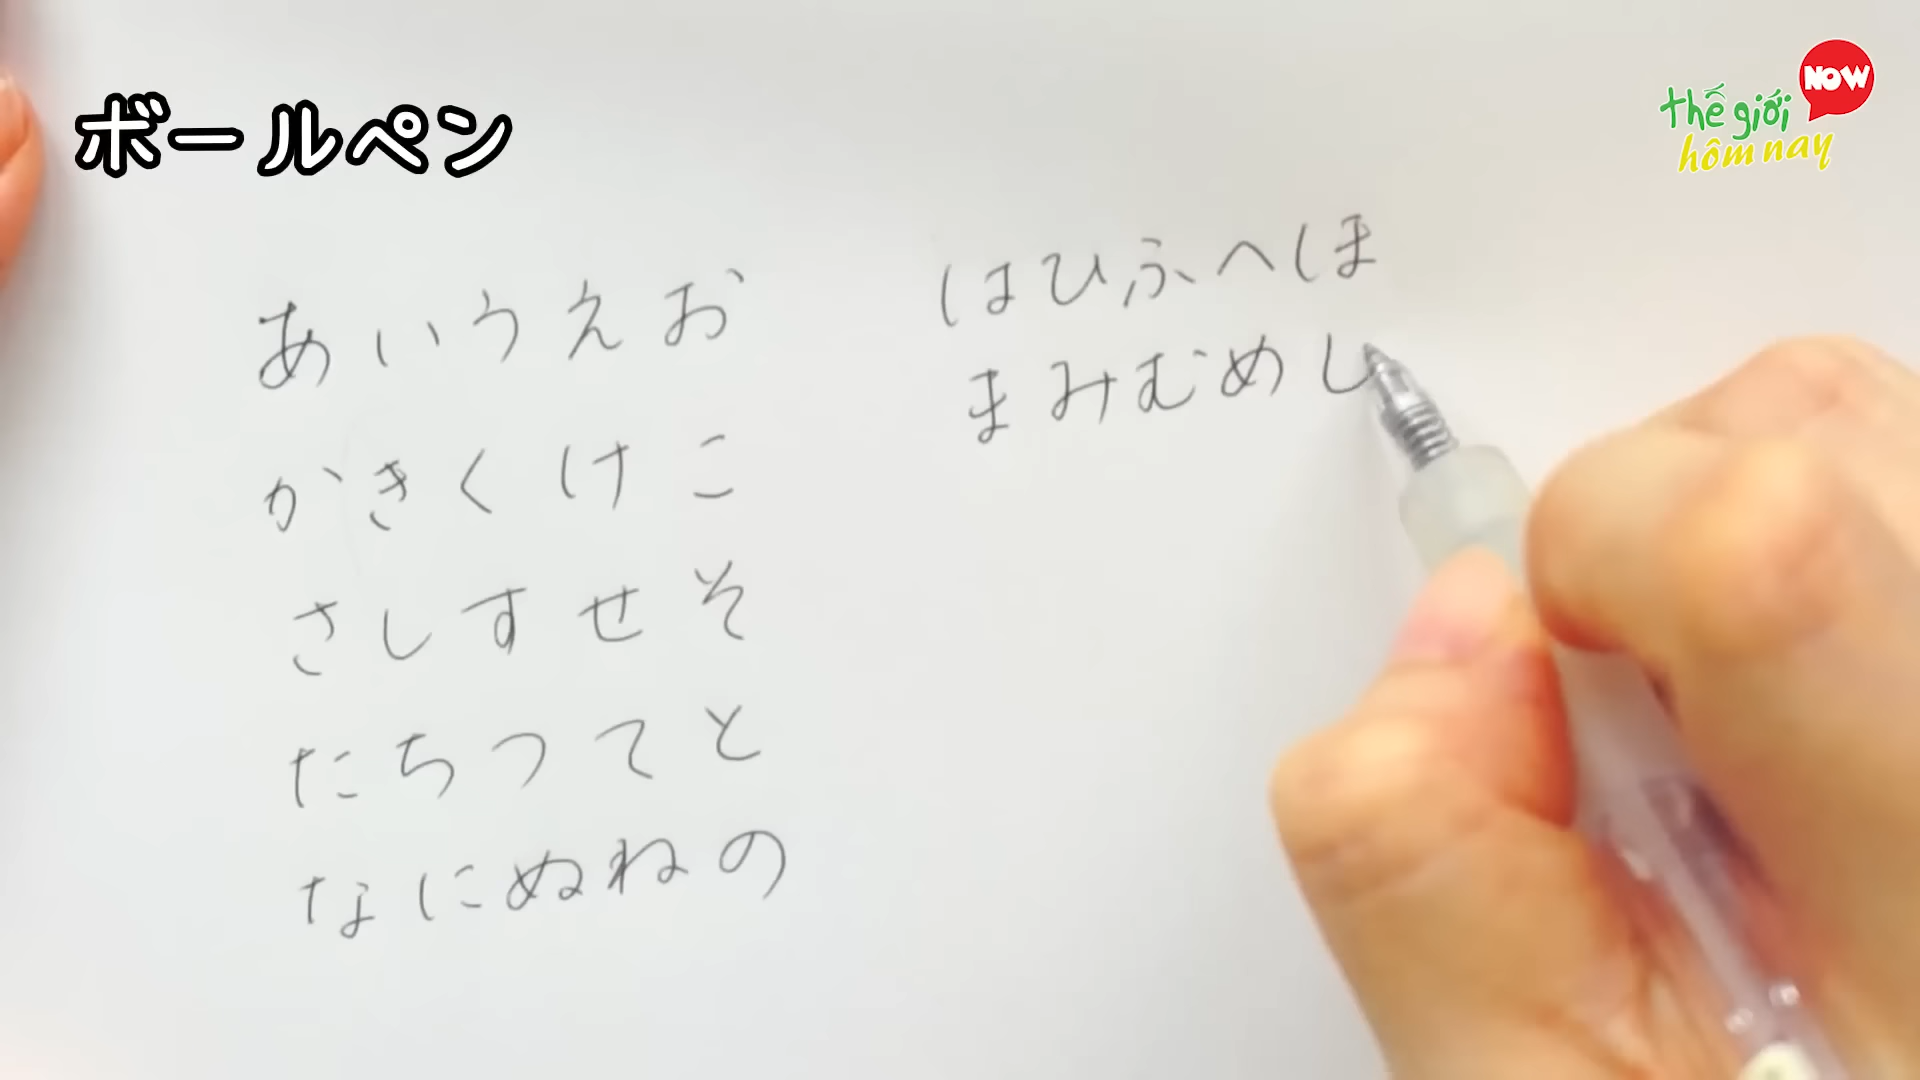 ボールペン
NOW
thế giới
hôm nay
あいうえお
かきくけこ
さしすせそ
たちつてと
なにぬねの
はひふへほ
まみむめし